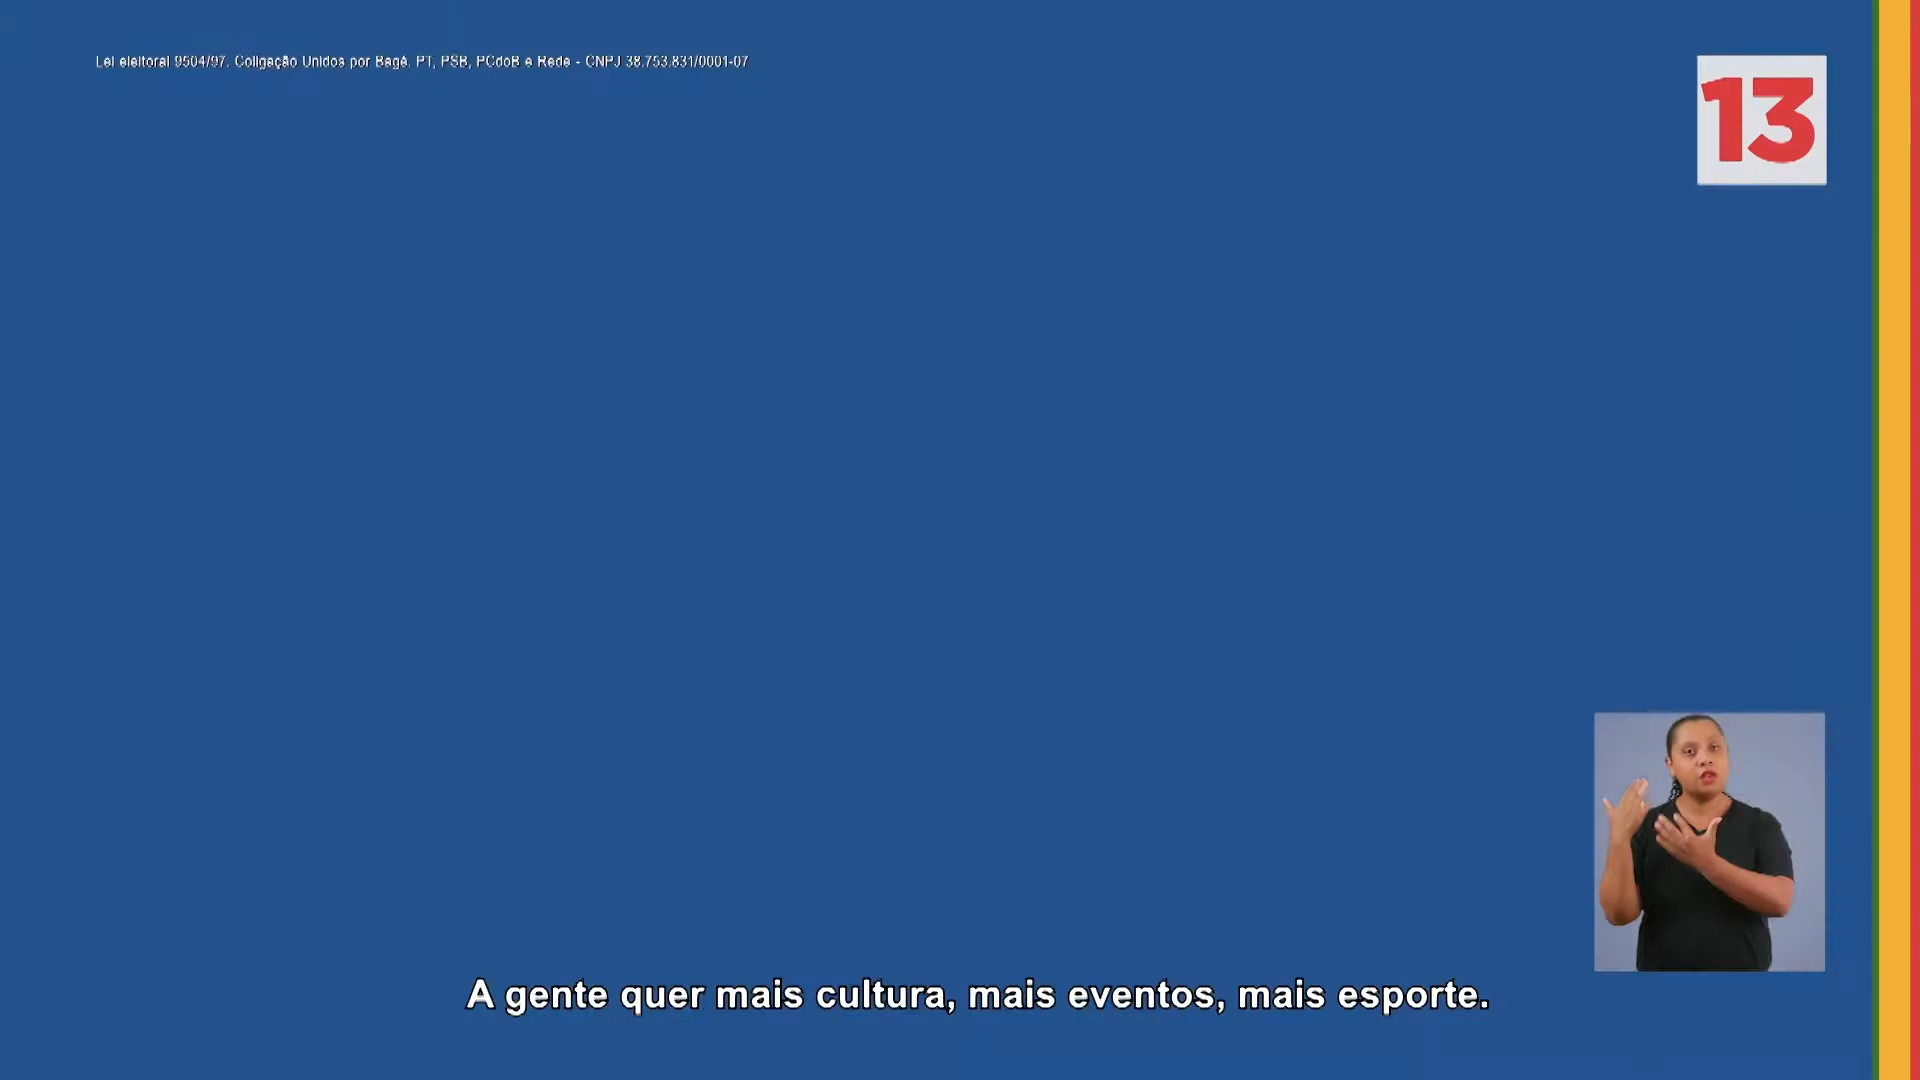 Lei eleitoral 9504/97. Coligação Unidos por Bagé. PT, PSB, PCdoB e Rede - CNPJ 38.753.831/0001-07
13
A gente quer mais cultura, mais eventos, mais esporte.